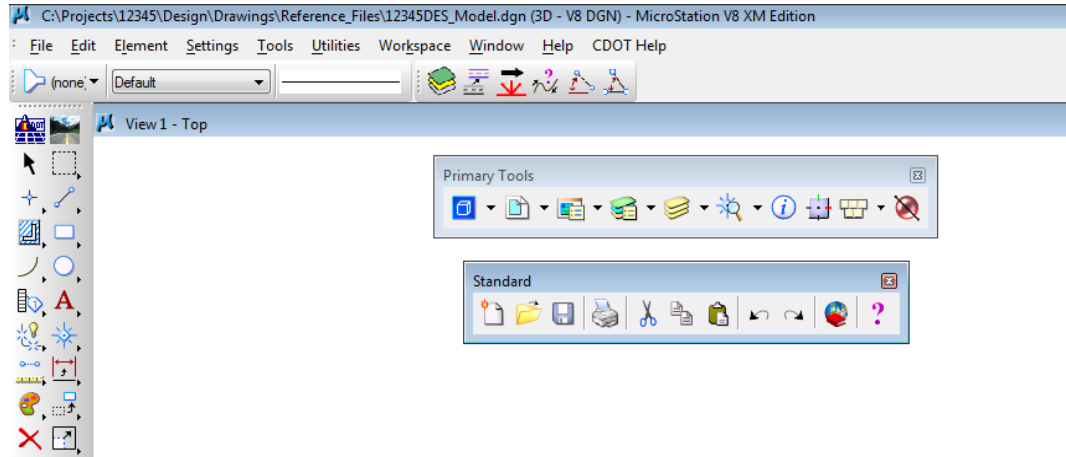 C:\Projects\12345\Design\Drawings\Reference_Files\12345DES_Model.dgn (3D - V8 DGN) - MicroStation V8 XM Edition
File Edit Element Settings Tools Utilities Workspace Window Help CDOT Help
(none) Default
View 1 - Top
Primary Tools
Standard